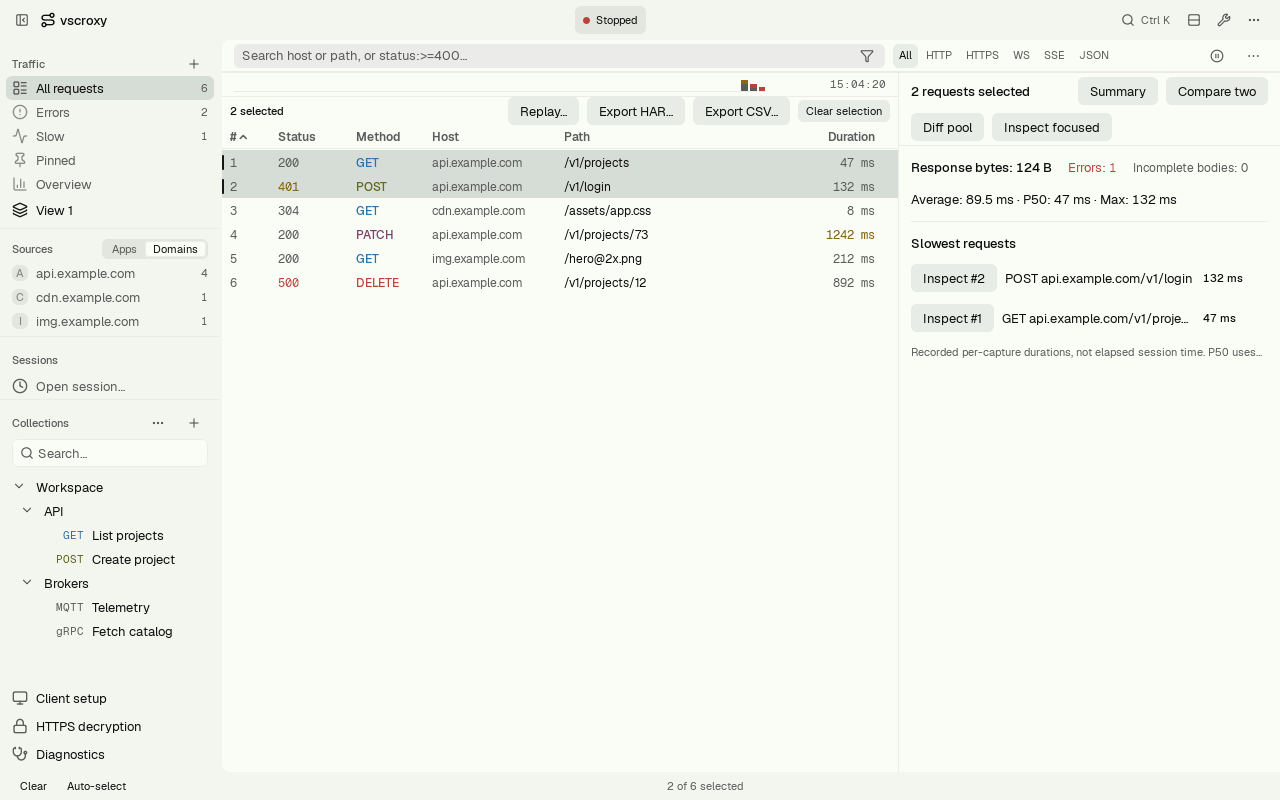 vscroxy
Stopped
Ctrl K
Traffic
All requests 6
Errors 2
Slow 1
Pinned
Overview
View 1
Sources Apps Domains
A api.example.com 4
C cdn.example.com 1
I img.example.com 1
Sessions
Open session...
Collections
Search...
Workspace
API
GET List projects
POST Create project
Brokers
MQTT Telemetry
gRPC Fetch catalog
Client setup
HTTPS decryption
Diagnostics
Clear Auto-select
Search host or path, or status:>=400...
All HTTP HTTPS WS SSE JSON
15:04:20
2 selected Replay... Export HAR... Export CSV... Clear selection
# Status Method Host Path Duration
1 200 GET api.example.com /v1/projects 47 ms
2 401 POST api.example.com /v1/login 132 ms
3 304 GET cdn.example.com /assets/app.css 8 ms
4 200 PATCH api.example.com /v1/projects/73 1242 ms
5 200 GET img.example.com /hero@2x.png 212 ms
6 500 DELETE api.example.com /v1/projects/12 892 ms
2 requests selected Summary Compare two
Diff pool Inspect focused
Response bytes: 124 B Errors: 1 Incomplete bodies: 0
Average: 89.5 ms · P50: 47 ms · Max: 132 ms
Slowest requests
Inspect #2 POST api.example.com/v1/login 132 ms
Inspect #1 GET api.example.com/v1/proje... 47 ms
Recorded per-capture durations, not elapsed session time. P50 uses...
2 of 6 selected